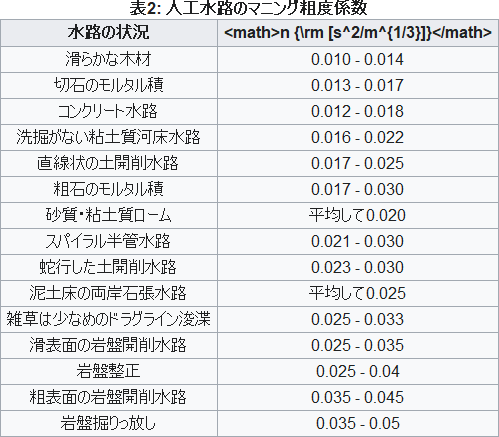 表2: 人工水路のマニング粗度係数
水路の状況 <math>n {\rm [s^2/m^{1/3}]}</math>
滑らかな木材 0.010 - 0.014
切石のモルタル積 0.013 - 0.017
コンクリート水路 0.012 - 0.018
洗掘がない粘土質河床水路 0.016 - 0.022
直線状の土開削水路 0.017 - 0.025
粗石のモルタル積 0.017 - 0.030
砂質・粘土質ローム 平均して0.020
スパイラル半管水路 0.021 - 0.030
蛇行した土開削水路 0.023 - 0.030
泥土床の両岸石張水路 平均して0.025
雑草は少なめのドラグライン浚渫 0.025 - 0.033
滑表面の岩盤開削水路 0.025 - 0.035
岩盤整正 0.025 - 0.04
粗表面の岩盤開削水路 0.035 - 0.045
岩盤掘りっ放し 0.035 - 0.05